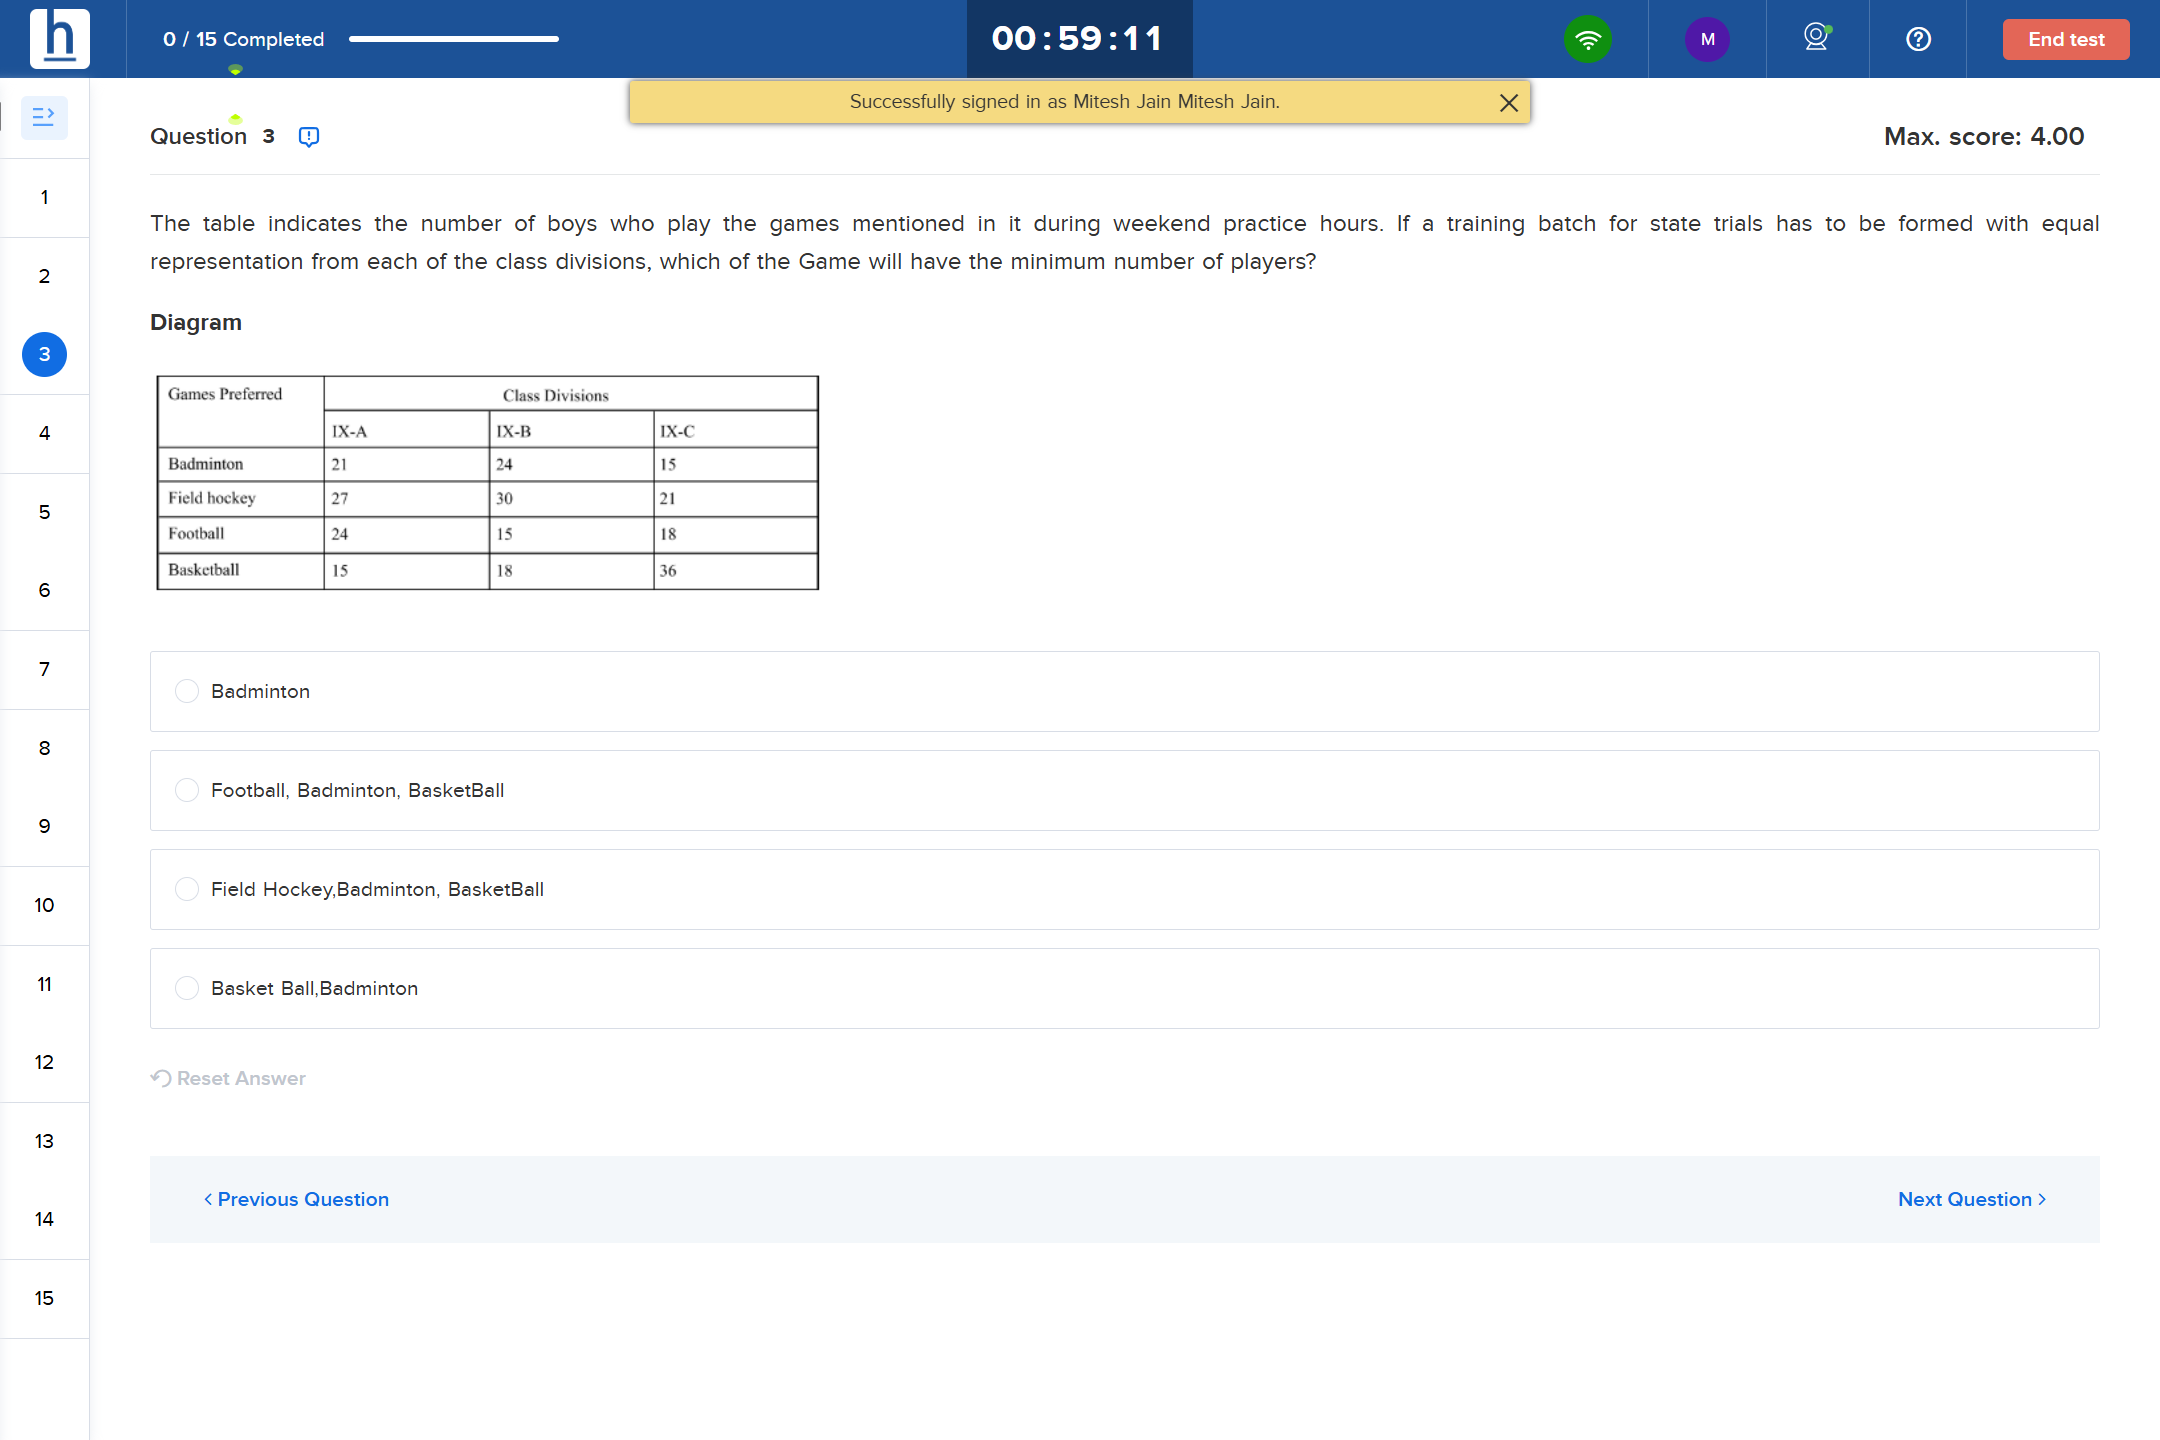 h
0 / 15 Completed
00:59:11
M
End test
Successfully signed in as Mitesh Jain Mitesh Jain.
Question 3
Max. score: 4.00
The table indicates the number of boys who play the games mentioned in it during weekend practice hours. If a training batch for state trials has to be formed with equal
representation from each of the class divisions, which of the Game will have the minimum number of players?
Diagram
Games Preferred Class Divisions
IX-A IX-B IX-C
Badminton 21 24 15
Field hockey 27 30 21
Football 24 15 18
Basketball 15 18 36
Badminton
Football, Badminton, BasketBall
Field Hockey,Badminton, BasketBall
Basket Ball,Badminton
Reset Answer
Previous Question
Next Question
1
2
3
4
5
6
7
8
9
10
11
12
13
14
15